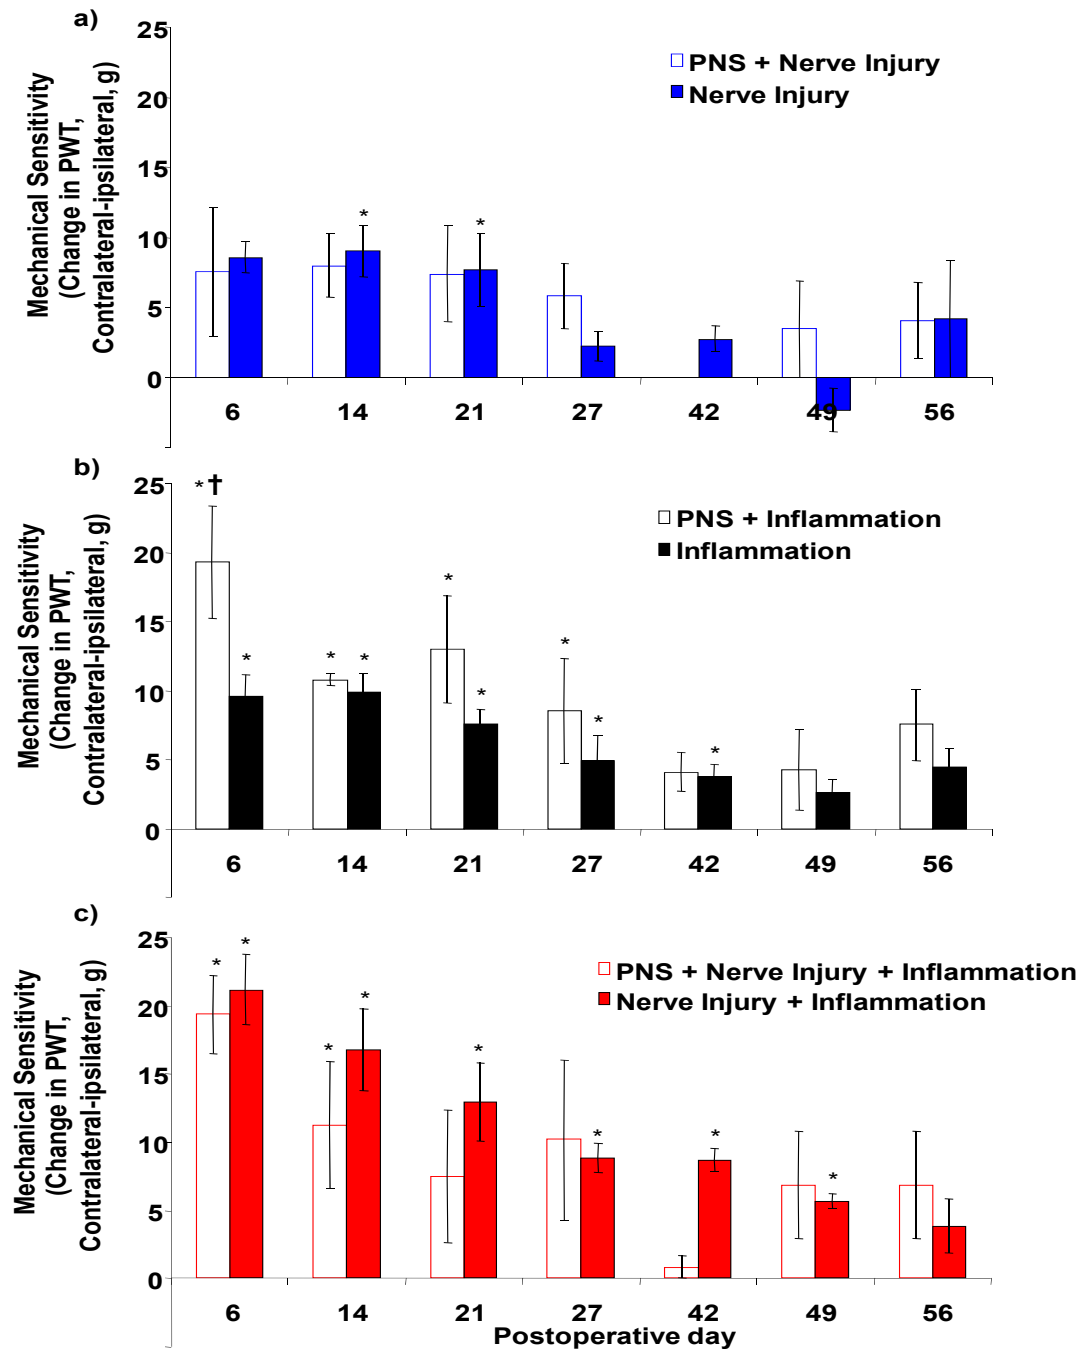 a)
Mechanical Sensitivity
(Change in PWT,
Contralateral-ipsilateral, g)
25
20
15
10
5
0
PNS + Nerve Injury
Nerve Injury
* *
6 14 21 27 42 49 56
b)
Mechanical Sensitivity
(Change in PWT,
Contralateral-ipsilateral, g)
25
20
15
10
5
0
PNS + Inflammation
Inflammation
*† * * * * * * * *
6 14 21 27 42 49 56
c)
Mechanical Sensitivity
(Change in PWT,
Contralateral-ipsilateral, g)
25
20
15
10
5
0
PNS + Nerve Injury + Inflammation
Nerve Injury + Inflammation
* * * * * * * *
6 14 21 27 42 49 56
Postoperative day